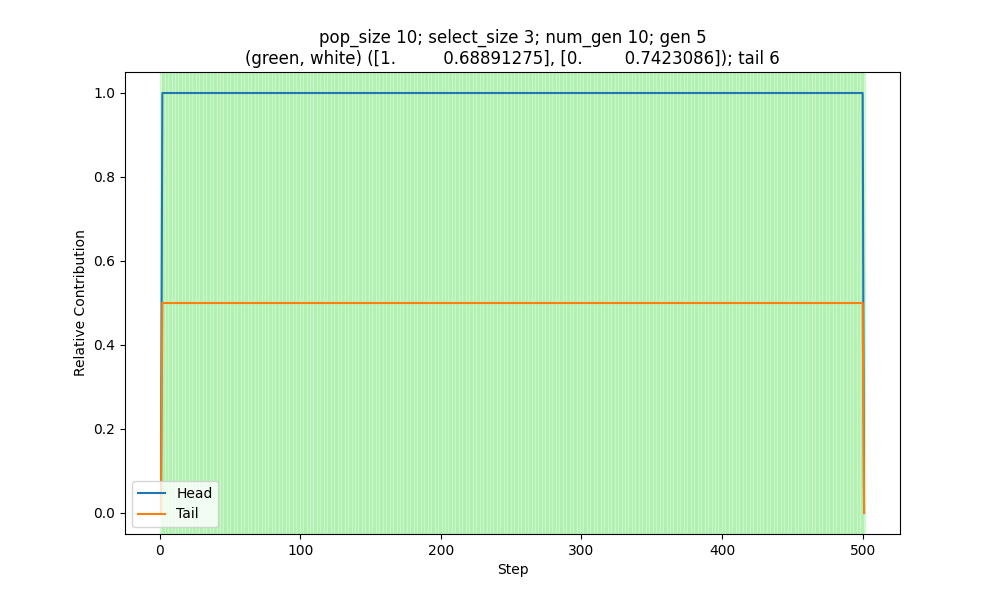 pop_size 10; select_size 3; num_gen 10; gen 5
(green, white) ([1. 0.68891275], [0. 0.7423086]); tail 6
1.0
0.8
0.6
0.4
0.2
0.0
Relative Contribution
Head
Tail
0 100 200 300 400 500
Step